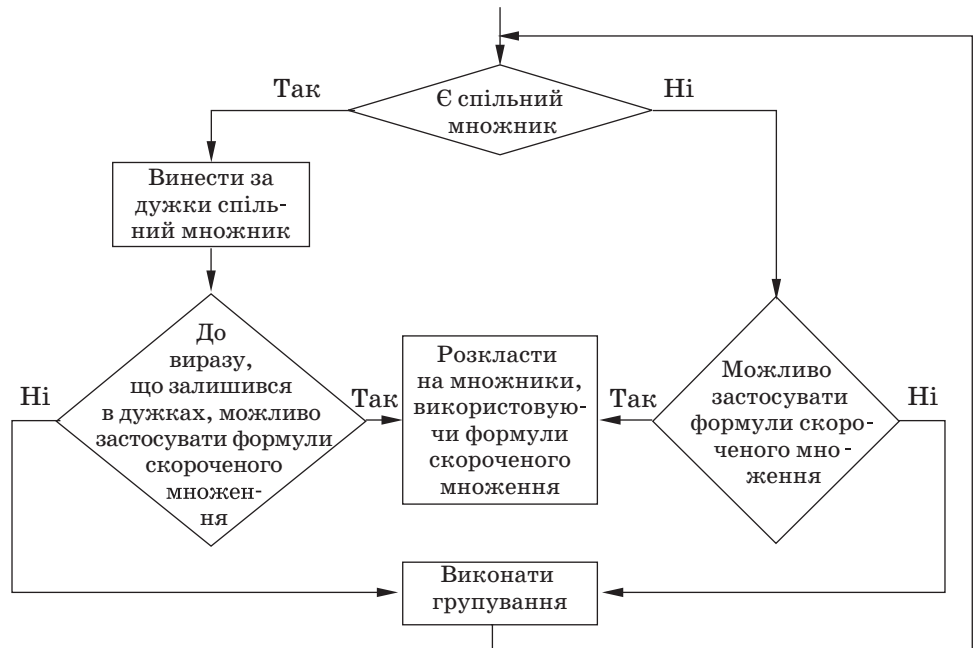 Так
Ні
Є спільний
множник
Винести за
дужки спіль-
ний множник
До
виразу,
що залишився
в дужках, можливо
застосувати формули
скороченого
множен-
ня
Ні
Так
Розкласти
на множники,
використовую-
чи формули
скороченого
множення
Так
Можливо
застосувати
формули скоро-
ченого мно-
ження
Ні
Виконати
групування